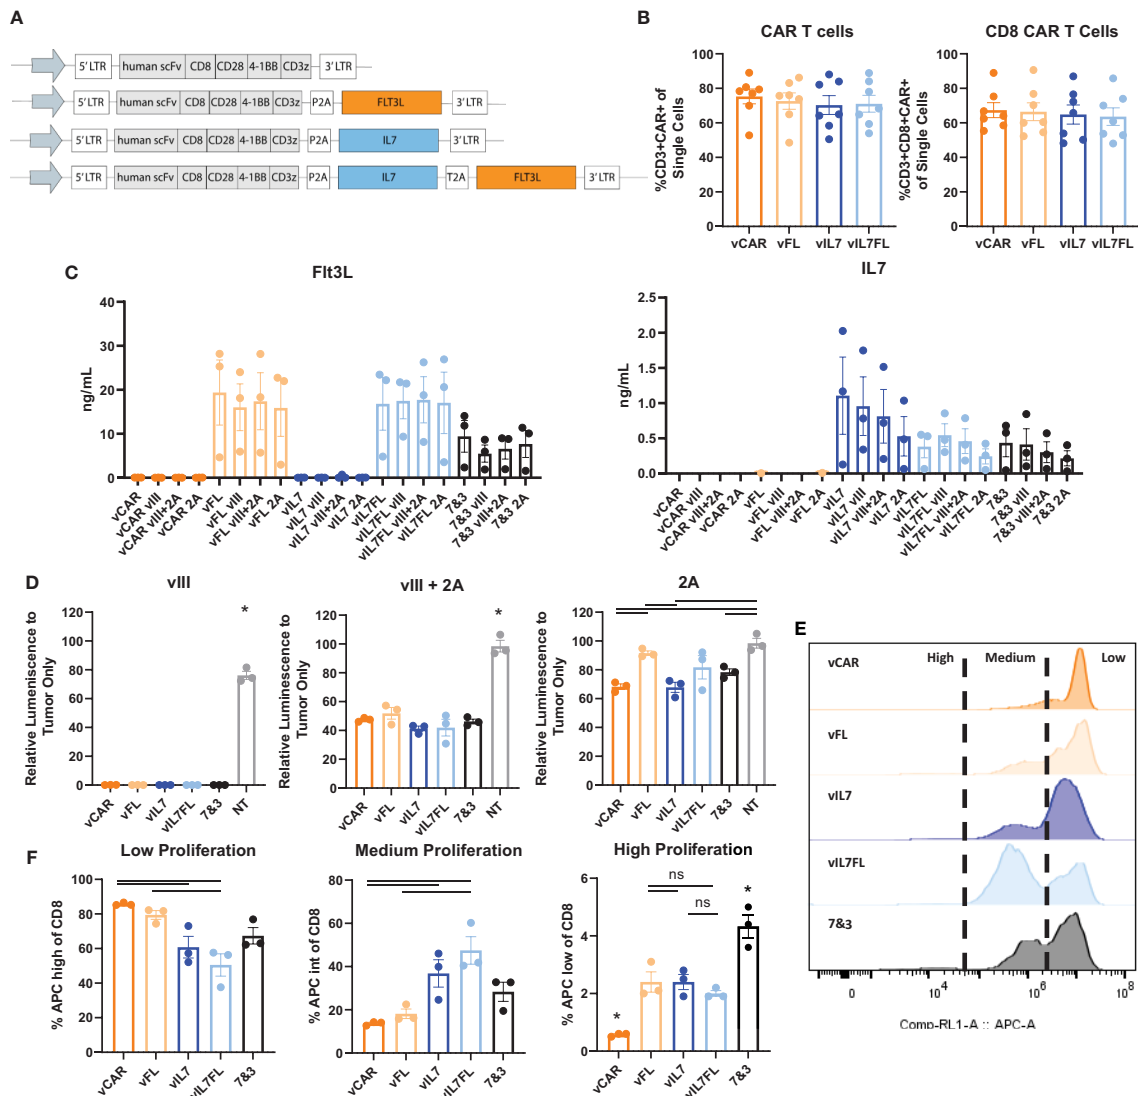 A
5' LTR human scFv CD8 CD28 4-1BB CD3z 3' LTR
5' LTR human scFv CD8 CD28 4-1BB CD3z P2A FLT3L 3' LTR
5' LTR human scFv CD8 CD28 4-1BB CD3z P2A IL7 3' LTR
5' LTR human scFv CD8 CD28 4-1BB CD3z P2A IL7 T2A FLT3L 3' LTR
B
CAR T cells
%CD3+CAR+ of
Single Cells
100
80
60
40
20
0
vCAR vFL vIL7 vIL7FL
CD8 CAR T Cells
%CD3+CD8+CAR+
of Single Cells
100
80
60
40
20
0
vCAR vFL vIL7 vIL7FL
C
Flt3L
ng/mL
40
30
20
10
0
vCAR
vCAR vIII
vCAR vIII+2A
vCAR 2A
vFL
vFL vIII
vFL vIII+2A
vFL 2A
vIL7
vIL7 vIII
vIL7 vIII+2A
vIL7 2A
vIL7FL
vIL7FL vIII
vIL7FL vIII+2A
vIL7FL 2A
7&3
7&3 vIII
7&3 vIII+2A
7&3 2A
IL7
ng/mL
2.5
2.0
1.5
1.0
0.5
0.0
vCAR
vCAR vIII
vCAR vIII+2A
vCAR 2A
vFL
vFL vIII
vFL vIII+2A
vFL 2A
vIL7
vIL7 vIII
vIL7 vIII+2A
vIL7 2A
vIL7FL
vIL7FL vIII
vIL7FL vIII+2A
vIL7FL 2A
7&3
7&3 vIII
7&3 vIII+2A
7&3 2A
D
vIII
Relative Lumeniscence to
Tumor Only
120
100
80
60
40
20
0
*
vCAR
vFL
vIL7
vIL7FL
7&3
NT
vIII + 2A
Relative Luminescence to
Tumor Only
120
100
80
60
40
20
0
*
vCAR
vFL
vIL7
vIL7FL
7&3
NT
2A
Relative Luminescence to
Tumor Only
120
100
80
60
40
20
0
vCAR
vFL
vIL7
vIL7FL
7&3
NT
E
High Medium Low
vCAR
vFL
vIL7
vIL7FL
7&3
0 10⁴ 10⁶ 10⁸
Comp-RL1-A :: APC-A
F
Low Proliferation
% APC high of CD8
100
80
60
40
20
0
vCAR
vFL
vIL7
vIL7FL
7&3
Medium Proliferation
% APC int of CD8
80
60
40
20
0
vCAR
vFL
vIL7
vIL7FL
7&3
High Proliferation
% APC low of CD8
6
4
2
0
ns
ns
*
*
vCAR
vFL
vIL7
vIL7FL
7&3